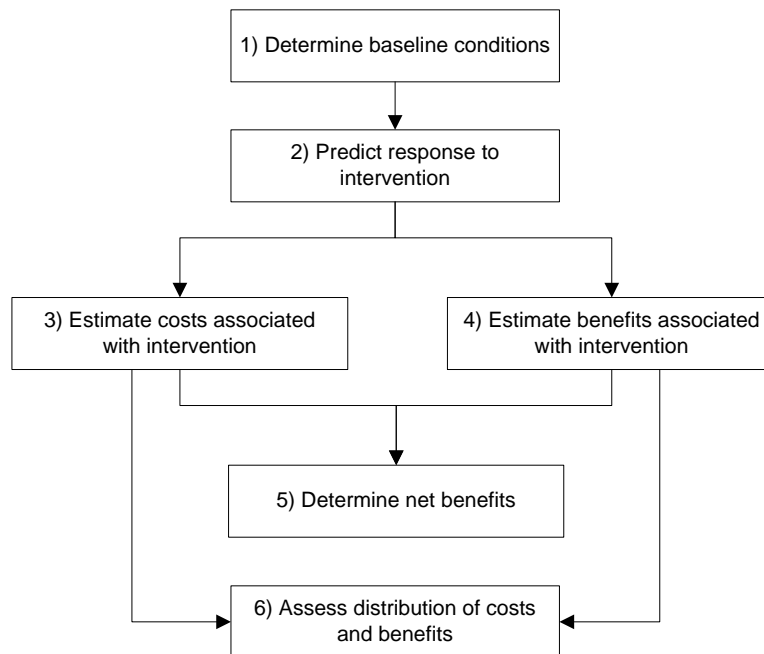 1) Determine baseline conditions
2) Predict response to
intervention
3) Estimate costs associated
with intervention
4) Estimate benefits associated
with intervention
5) Determine net benefits
6) Assess distribution of costs
and benefits